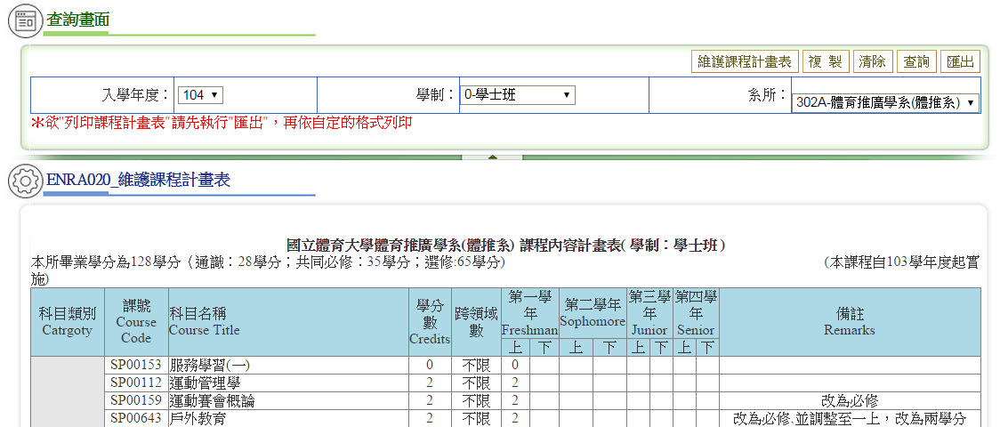 查詢畫面
維護課程計畫表 複 製 清除 查詢 匯出
入學年度： 104 學制： 0-學士班 系所： 302A-體育推廣學系(體推系)
＊欲"列印課程計畫表"請先執行"匯出"，再依自定的格式列印
ENRA020_維護課程計畫表
國立體育大學體育推廣學系(體推系) 課程內容計畫表( 學制：學士班 )
本所畢業學分為128學分（通識：28學分；共同必修：35學分；選修:65學分) (本課程自103學年度起實
施)
科目類別 Catrgoty 課號 Course Code 科目名稱 Course Title 學分數 Credits 跨領域數 第一學年 Freshman 第二學年 Sophomore 第三學年 Junior 第四學年 Senior 備註 Remarks
上 下 上 下 上 下 上 下
SP00153 服務學習(一) 0 不限 0
SP00112 運動管理學 2 不限 2
SP00159 運動賽會概論 2 不限 2 改為必修
SP00643 戶外教育 2 不限 2 改為必修,並調整至一上，改為兩學分